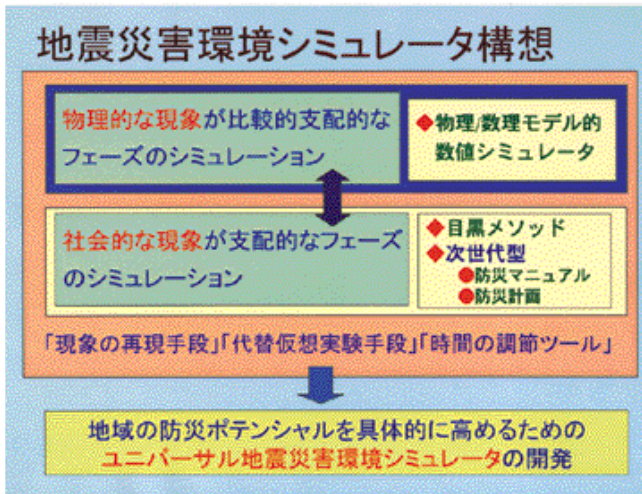 地震災害環境シミュレータ構想
物理的な現象が比較的支配的な
フェーズのシミュレーション
◆物理/数理モデル的
数値シミュレータ
社会的な現象が支配的なフェーズ
のシミュレーション
◆目黒メソッド
◆次世代型
●防災マニュアル
●防災計画
「現象の再現手段」「代替仮想実験手段」「時間の調節ツール」
地域の防災ポテンシャルを具体的に高めるための
ユニバーサル地震災害環境シミュレータの開発